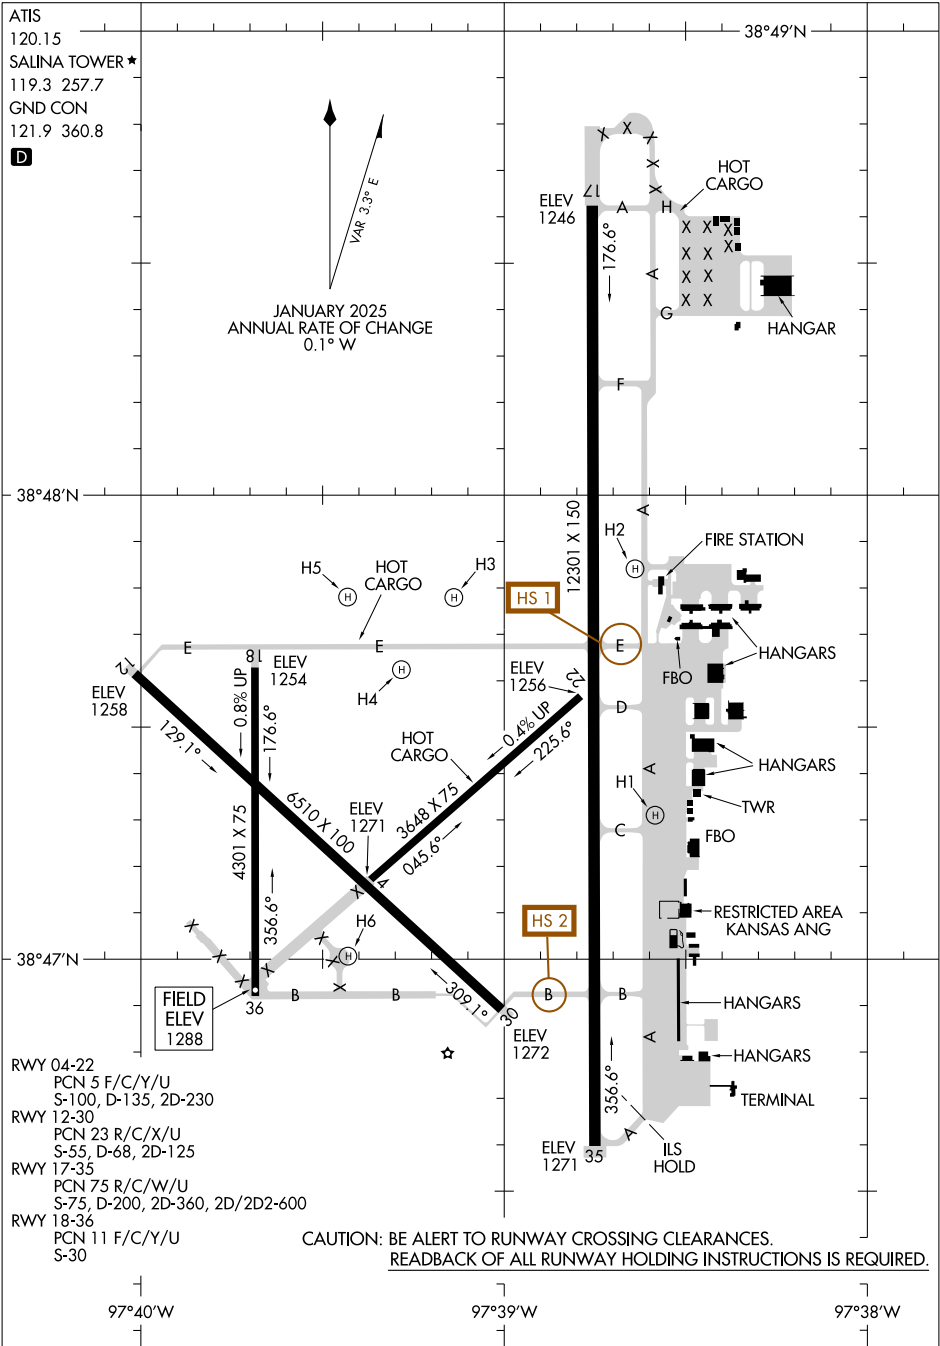 ATIS
120.15
SALINA TOWER
119.3 257.7
GND CON
121.9 360.8
D
38°49'N
VAR 3.3° E
JANUARY 2025
ANNUAL RATE OF CHANGE
0.1° W
X X X
X
X
HOT
CARGO
ELEV
1246
17
A
H
X X X
X
X X
X X
X X
176.6°
A
G
HANGAR
F
38°48'N
12301 X 150
A
H2
H
FIRE STATION
H5
H
HOT
CARGO
H3
H
HS 1
E
E
E
HANGARS
FBO
12
ELEV
1258
18
ELEV
1254
H4
H
ELEV
1256
22
D
0.8% UP
176.6°
129.1°
0.4% UP
225.6°
HOT
CARGO
A
HANGARS
H1
H
TWR
6510 X 100
ELEV
1271
3648 X 75
045.6°
C
FBO
4301 X 75
4
X
356.6°
HS 2
RESTRICTED AREA
KANSAS ANG
X
X
H6
H
X
X
X
X
X
38°47'N
B
B
309.1°
B
B
36
30
FIELD
ELEV
1288
ELEV
1272
A
HANGARS
HANGARS
TERMINAL
356.6°
A
ILS
HOLD
ELEV
1271
35
RWY 04-22
PCN 5 F/C/Y/U
S-100, D-135, 2D-230
RWY 12-30
PCN 23 R/C/X/U
S-55, D-68, 2D-125
RWY 17-35
PCN 75 R/C/W/U
S-75, D-200, 2D-360, 2D/2D2-600
RWY 18-36
PCN 11 F/C/Y/U
S-30
CAUTION: BE ALERT TO RUNWAY CROSSING CLEARANCES.
READBACK OF ALL RUNWAY HOLDING INSTRUCTIONS IS REQUIRED.
97°40'W
97°39'W
97°38'W